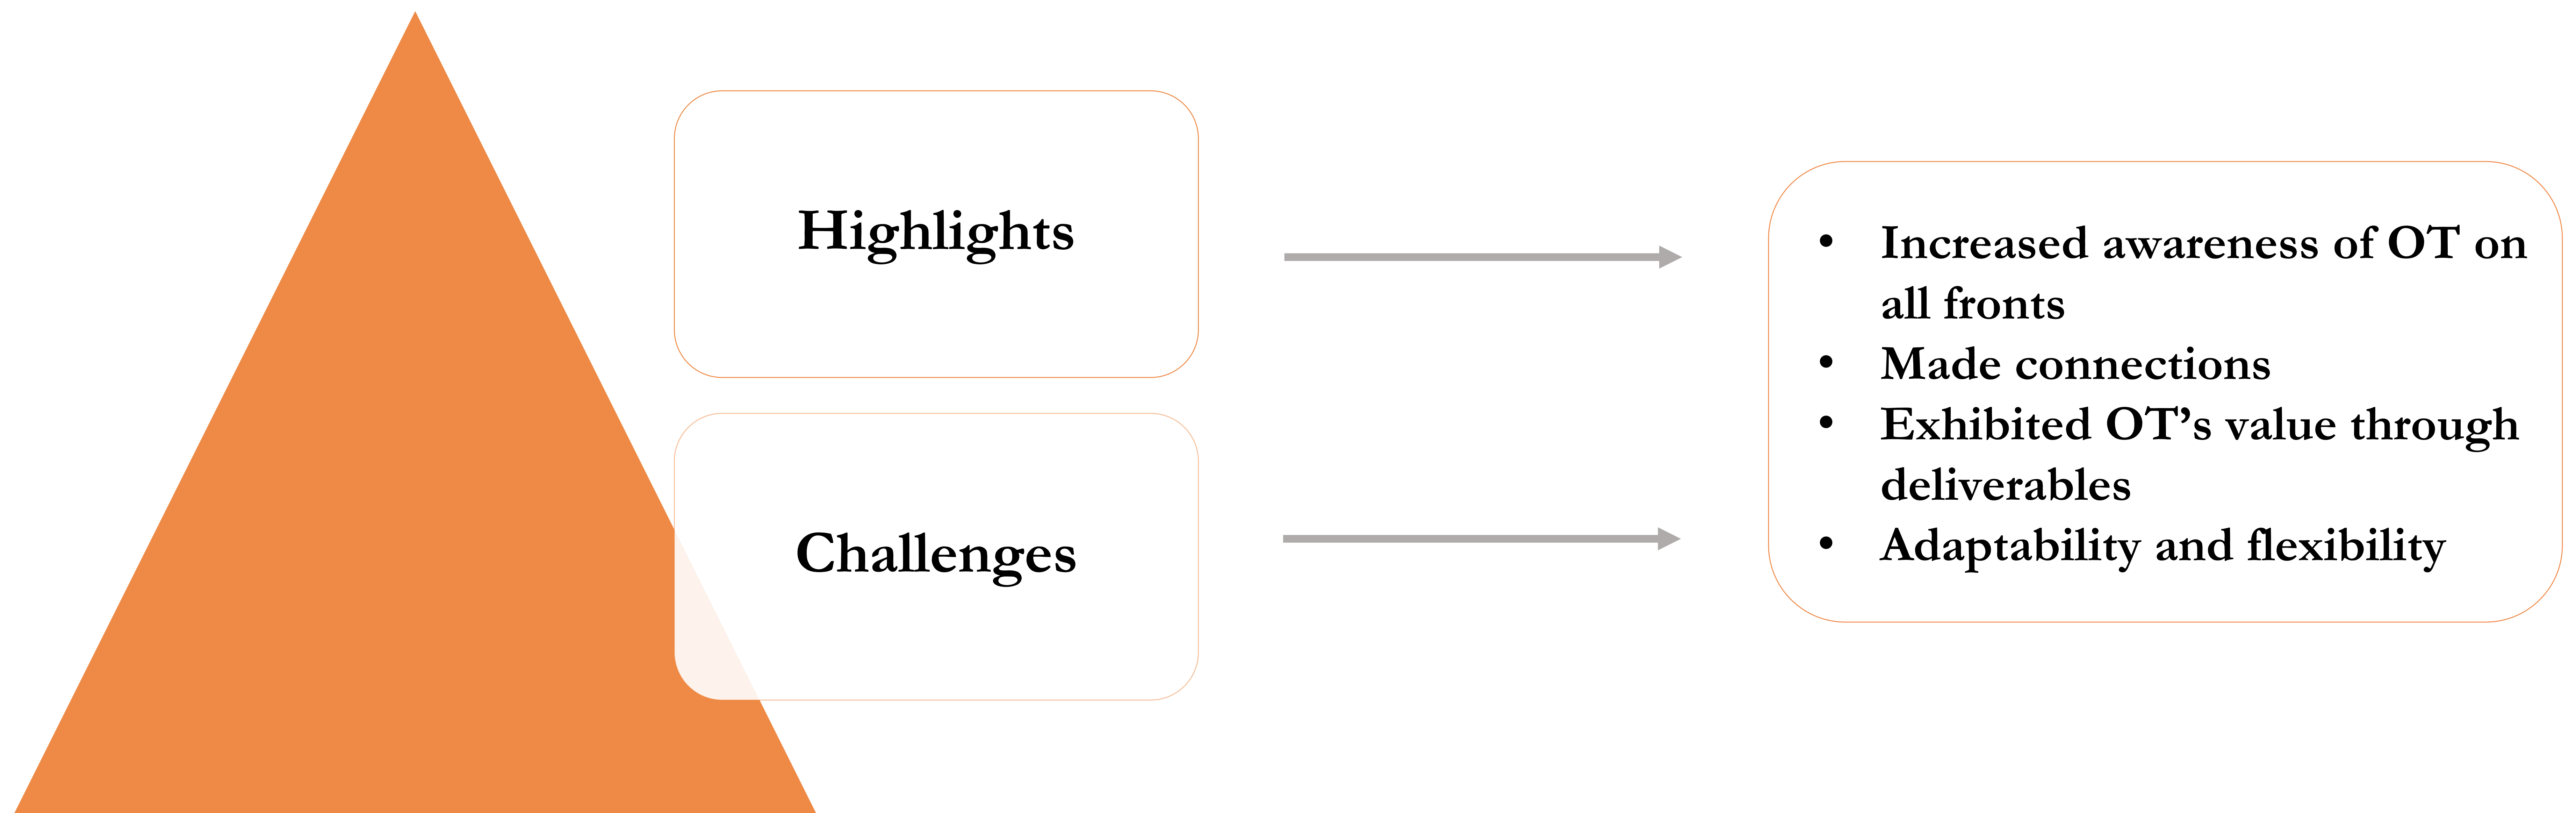 Highlights
Challenges
• Increased awareness of OT on
all fronts
• Made connections
• Exhibited OT’s value through
deliverables
• Adaptability and flexibility